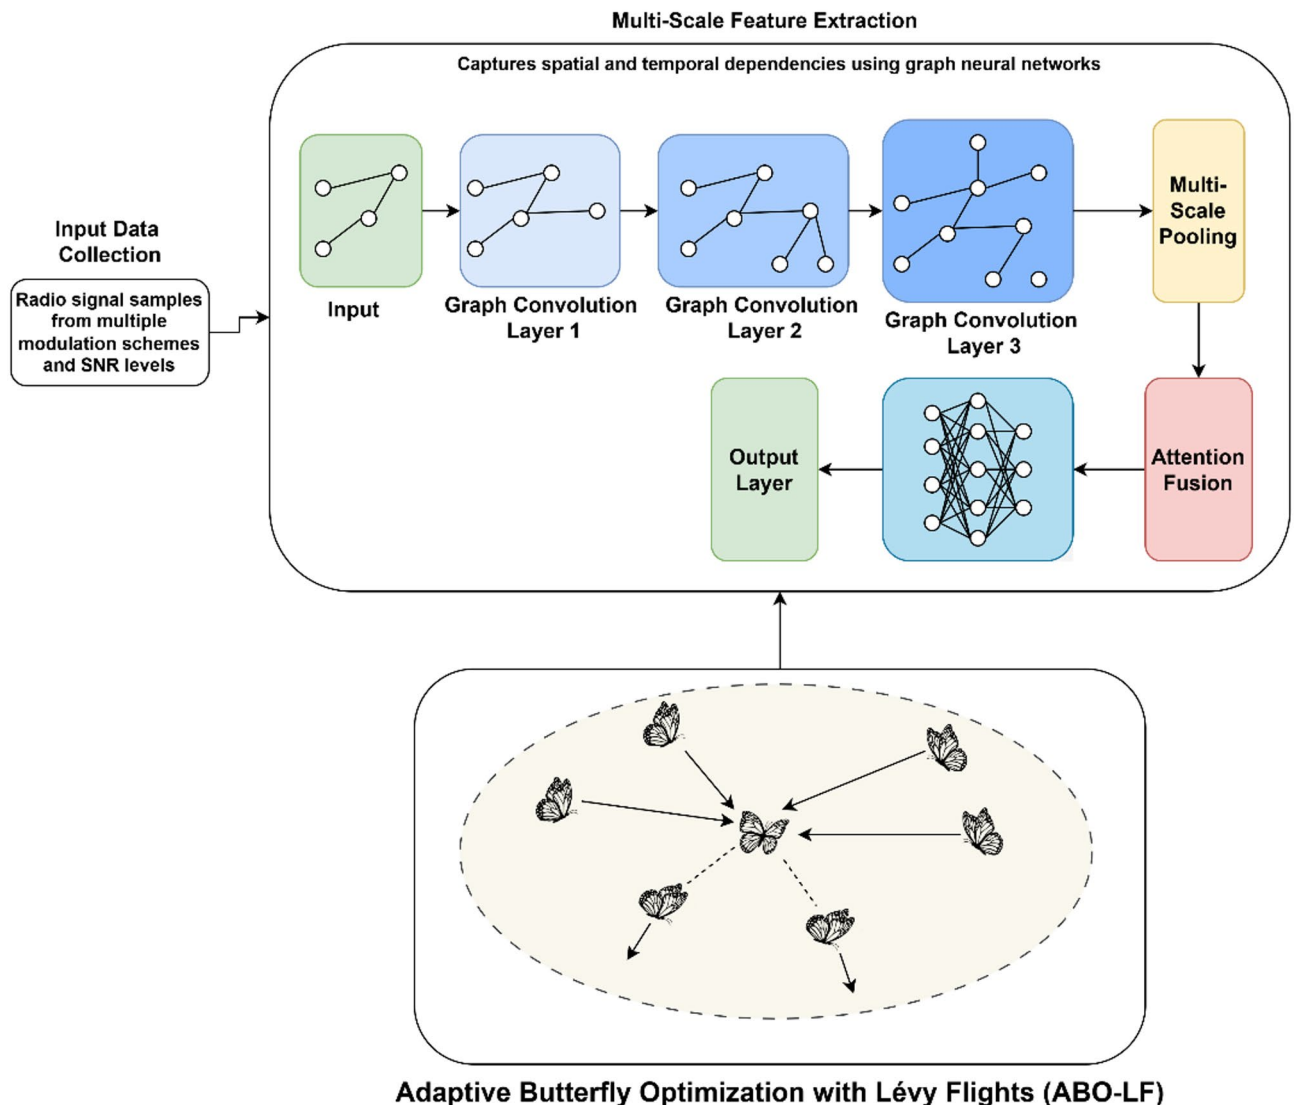 Multi-Scale Feature Extraction
Captures spatial and temporal dependencies using graph neural networks
Input Data
Collection
Radio signal samples
from multiple
modulation schemes
and SNR levels
Input
Graph Convolution
Layer 1
Graph Convolution
Layer 2
Graph Convolution
Layer 3
Multi-
Scale
Pooling
Attention
Fusion
Output
Layer
Adaptive Butterfly Optimization with Lévy Flights (ABO-LF)